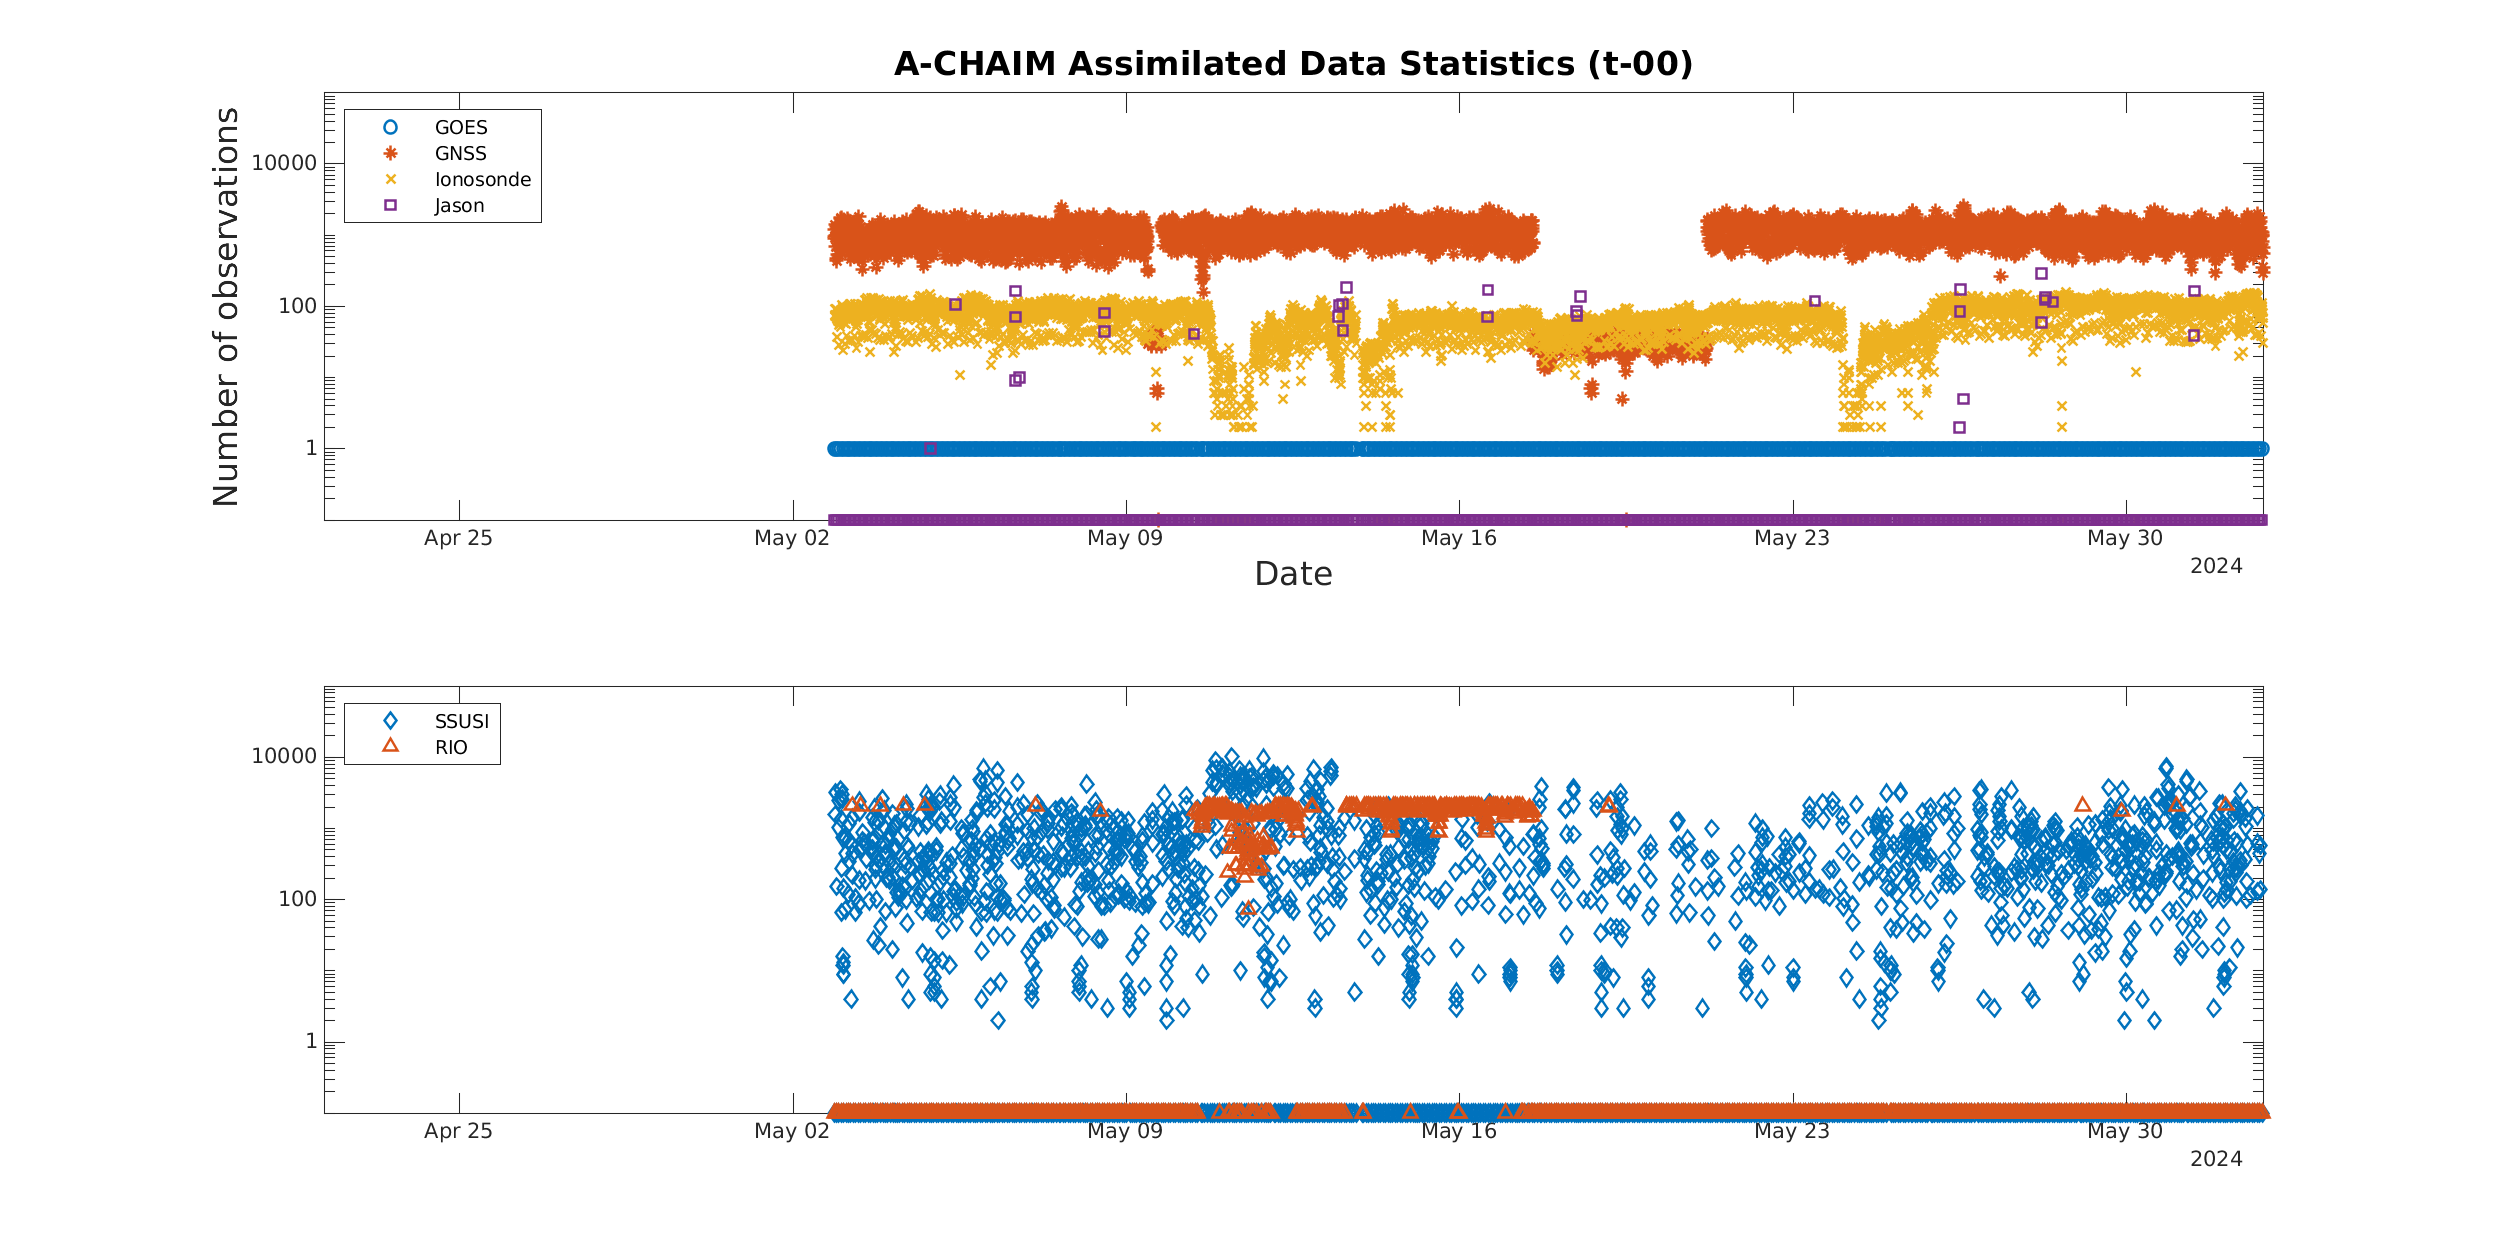 A-CHAIM Assimilated Data Statistics (t-00)
Number of observations
GOES
GNSS
Ionosonde
Jason
10000
100
1
Apr 25
May 02
May 09
May 16
May 23
May 30
2024
Date
SSUSI
RIO
10000
100
1
Apr 25
May 02
May 09
May 16
May 23
May 30
2024